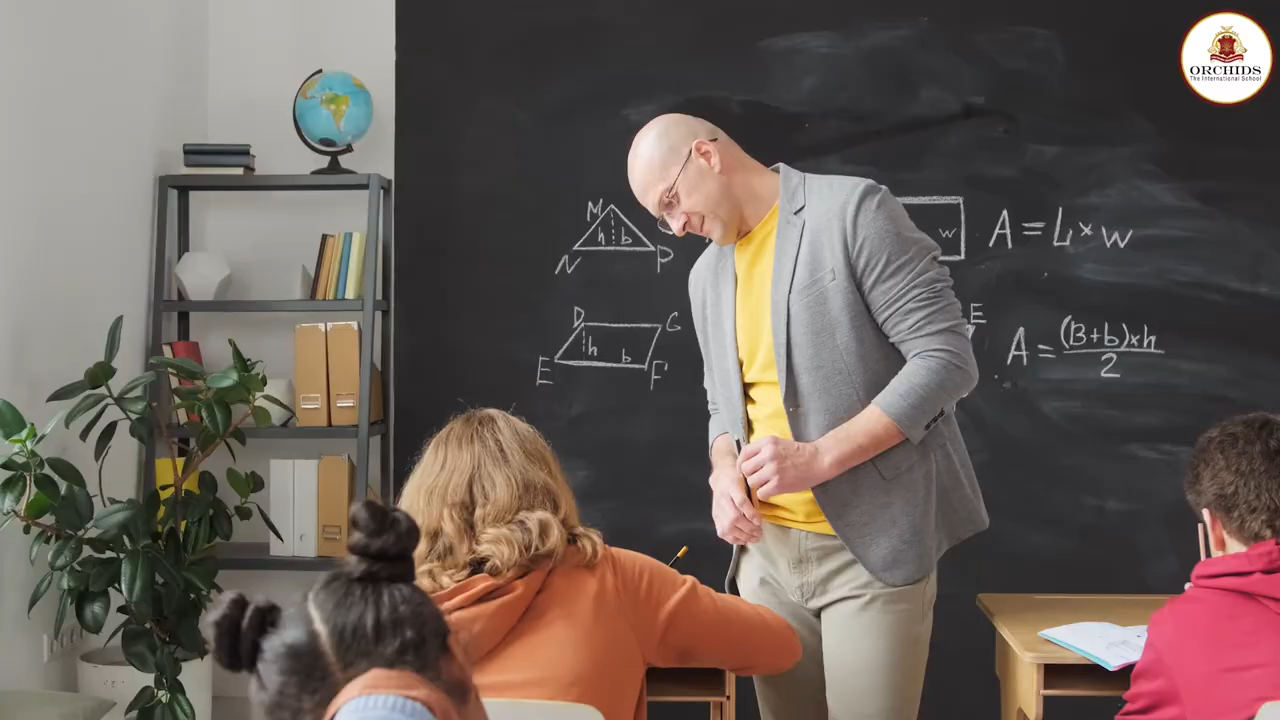 ORCHIDS
The International School
M
h b
N P
w
A = L × w
D G
h b
E F
E
A = (B+b)×h
2